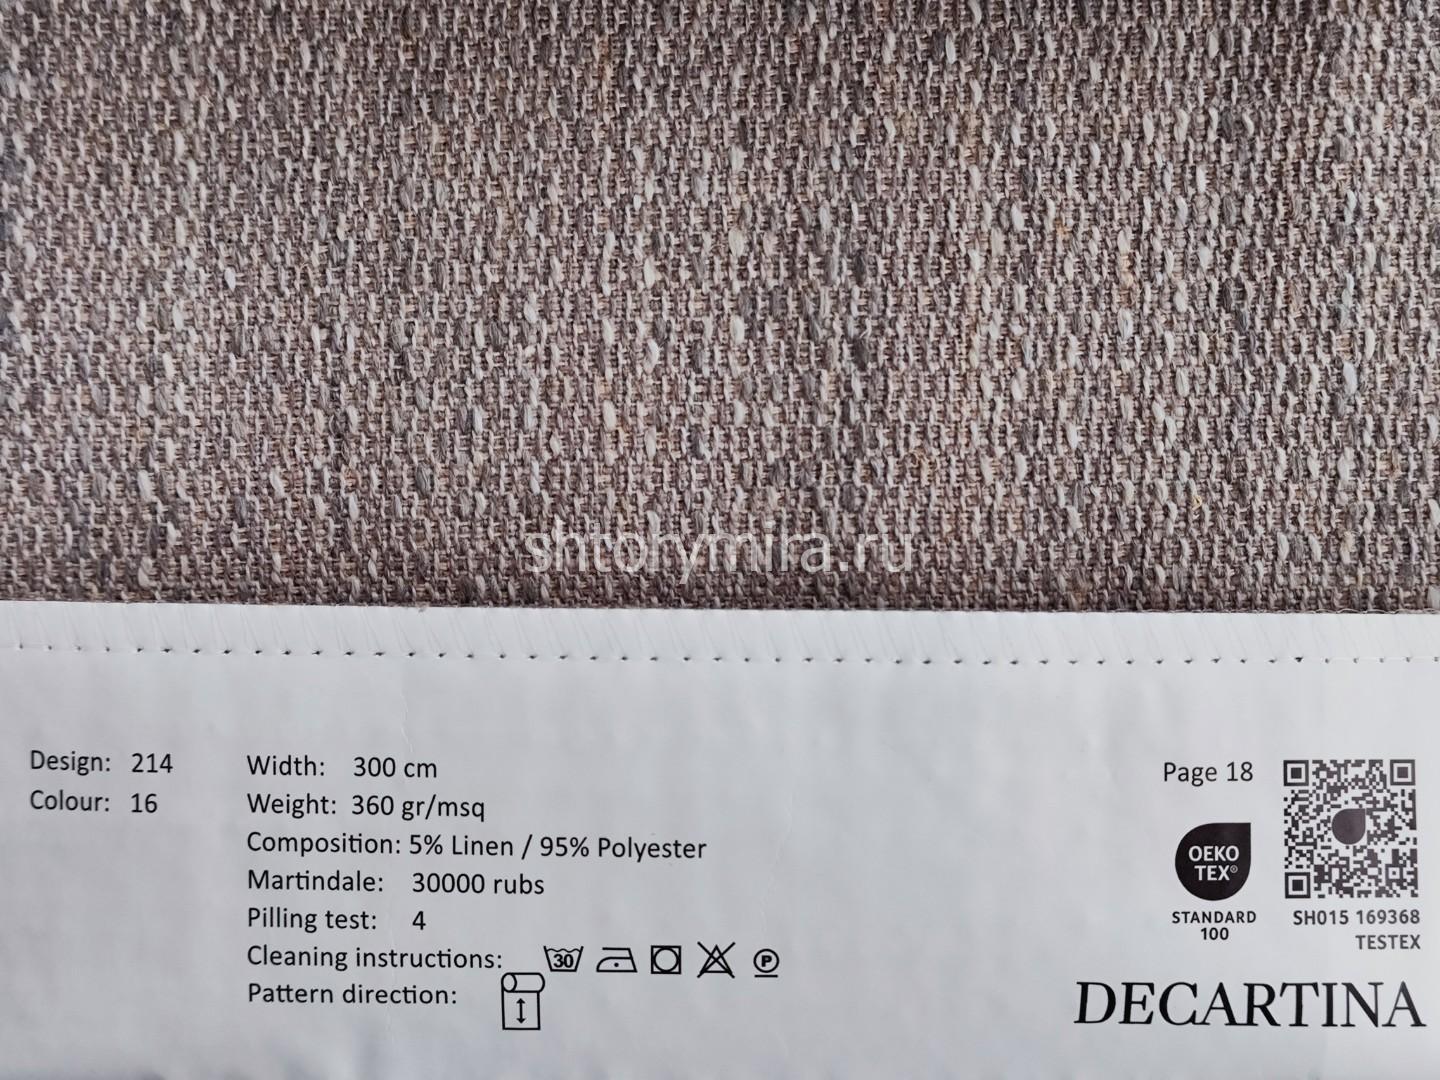 shtorymira.ru
Design: 214
Colour: 16
Width: 300 cm
Weight: 360 gr/msq
Composition: 5% Linen / 95% Polyester
Martindale: 30000 rubs
Pilling test: 4
Cleaning instructions: 30 P
Pattern direction:
Page 18
OEKO
TEX®
STANDARD
100
SH015 169368
TESTEX
DECARTINA